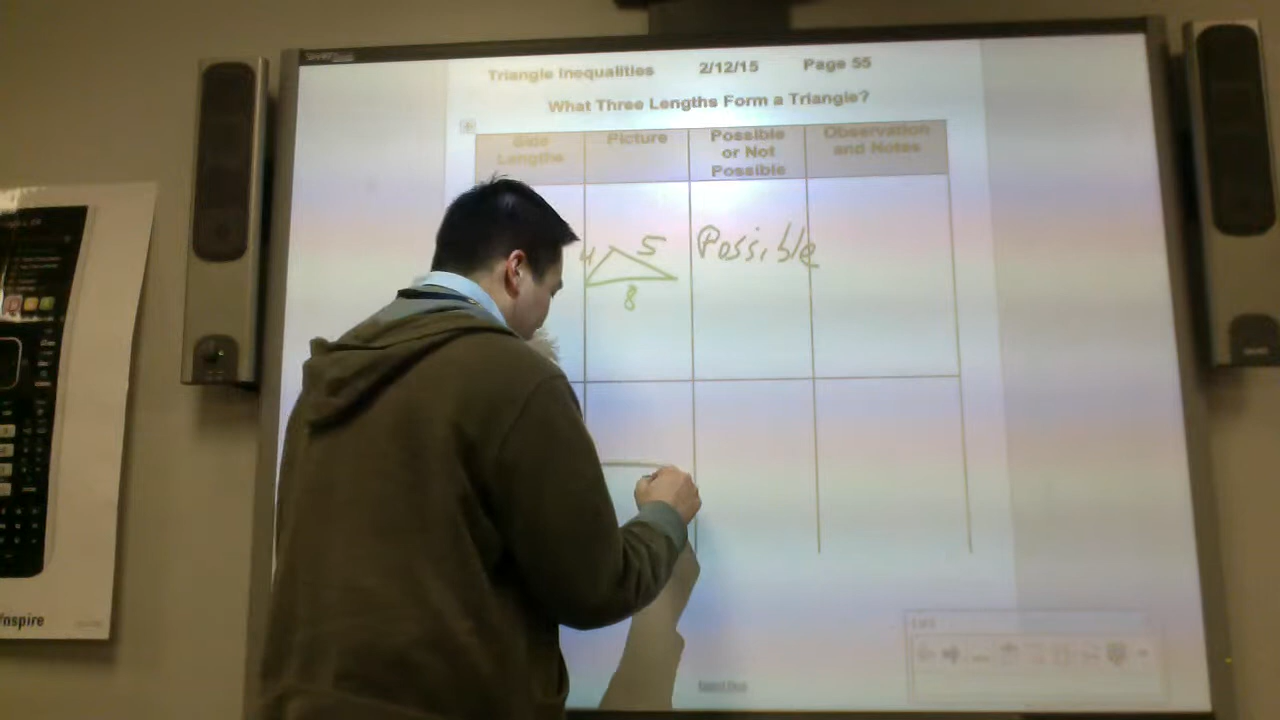 Triangle Inequalities 2/12/15 Page 55
What Three Lengths Form a Triangle?
Side Lengths
Picture
Possible or Not Possible
Observation and Notes
4 5
8
Possible
nspire